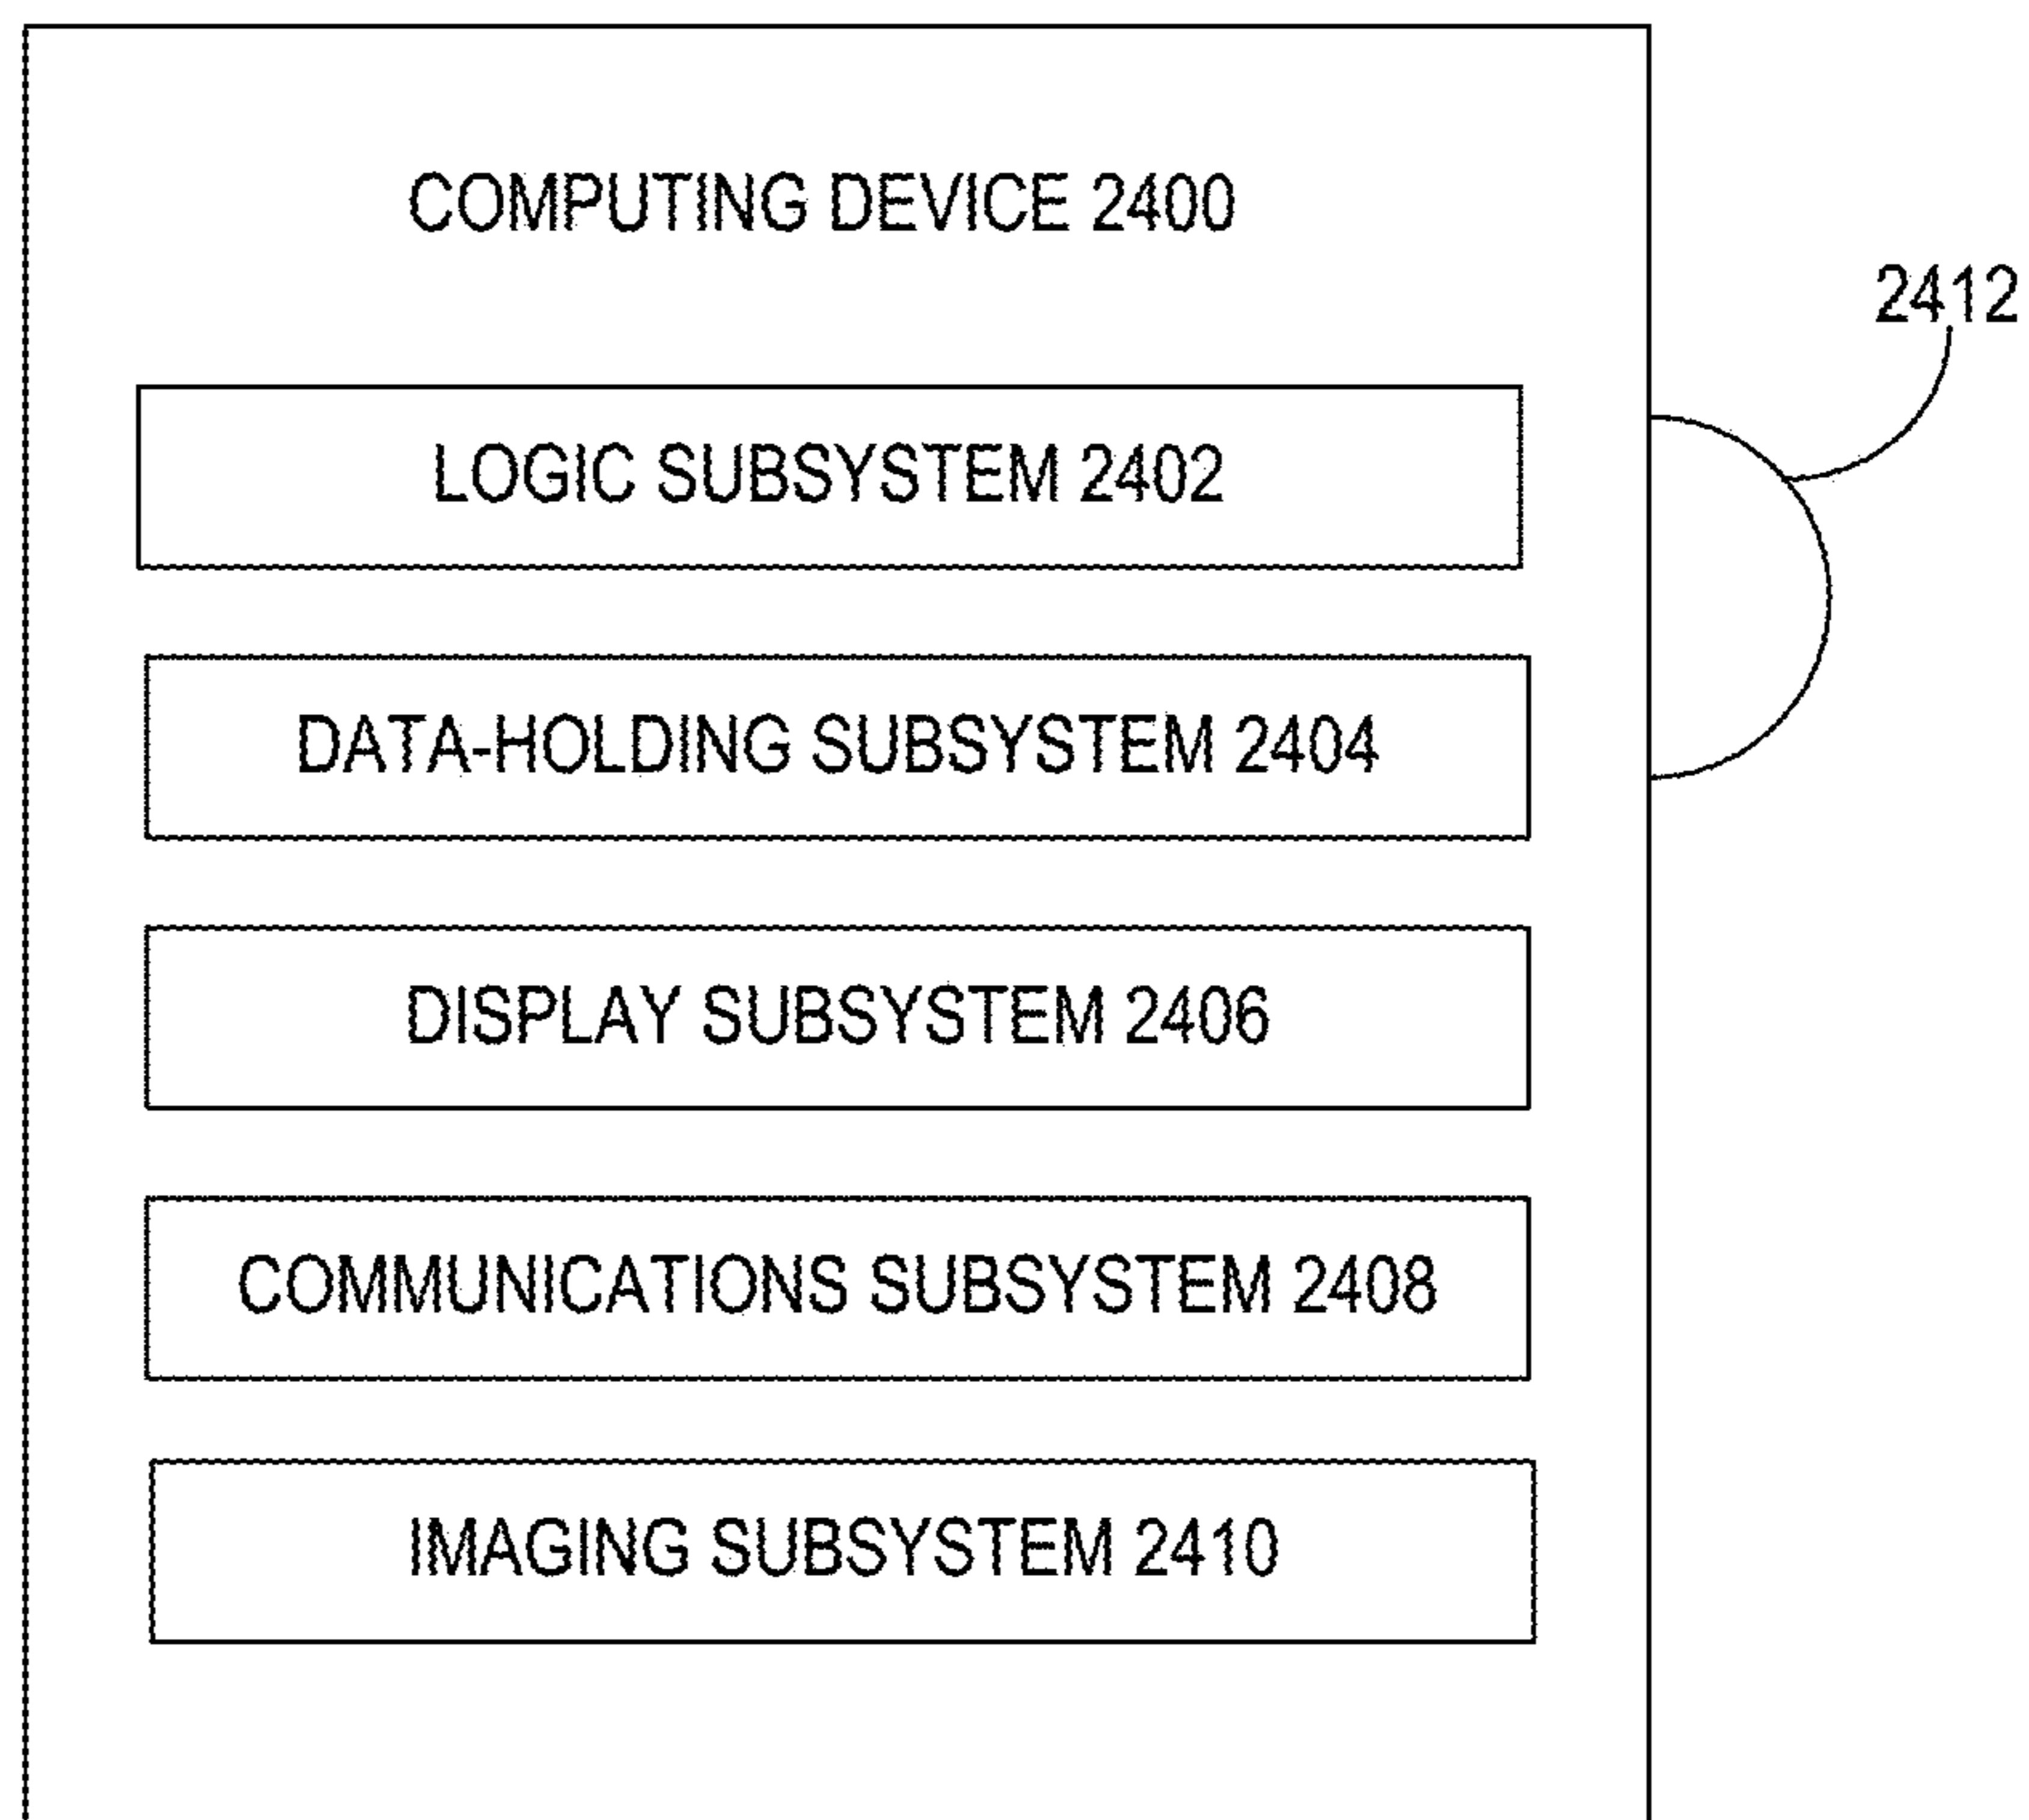 COMPUTING DEVICE 2400
2412
LOGIC SUBSYSTEM 2402
DATA-HOLDING SUBSYSTEM 2404
DISPLAY SUBSYSTEM 2406
COMMUNICATIONS SUBSYSTEM 2408
IMAGING SUBSYSTEM 2410